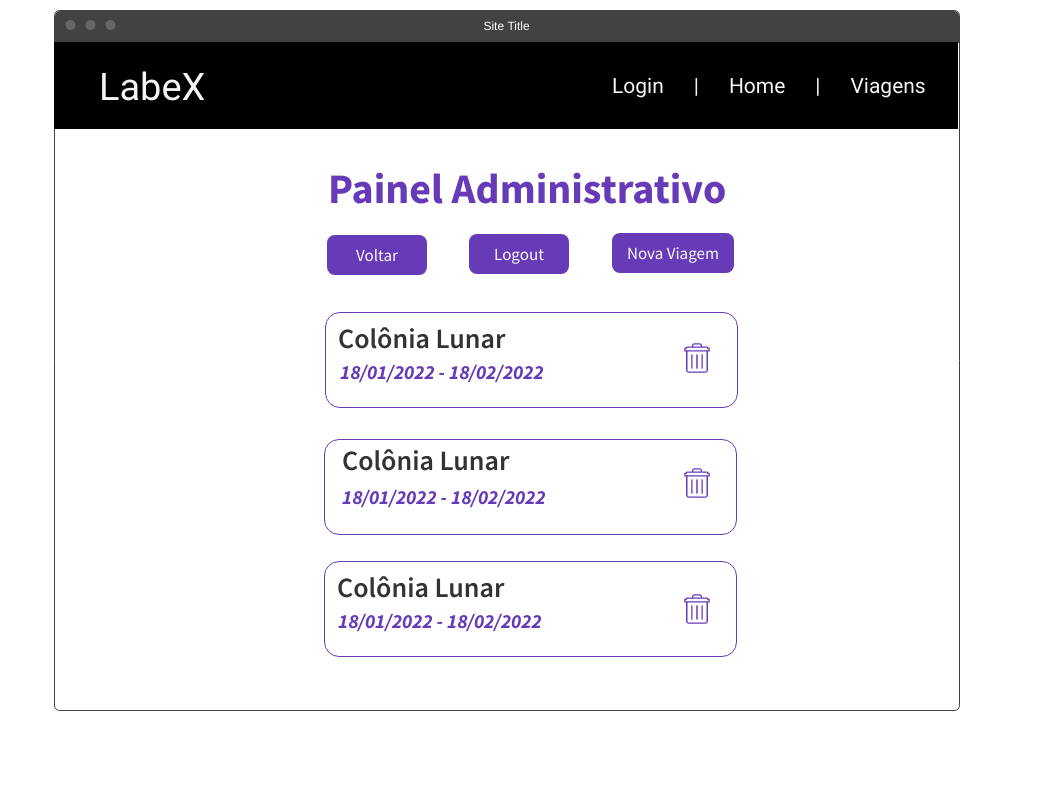 Site Title
LabeX
Login | Home | Viagens
Painel Administrativo
Voltar Logout Nova Viagem
Colônia Lunar
18/01/2022 - 18/02/2022
Colônia Lunar
18/01/2022 - 18/02/2022
Colônia Lunar
18/01/2022 - 18/02/2022